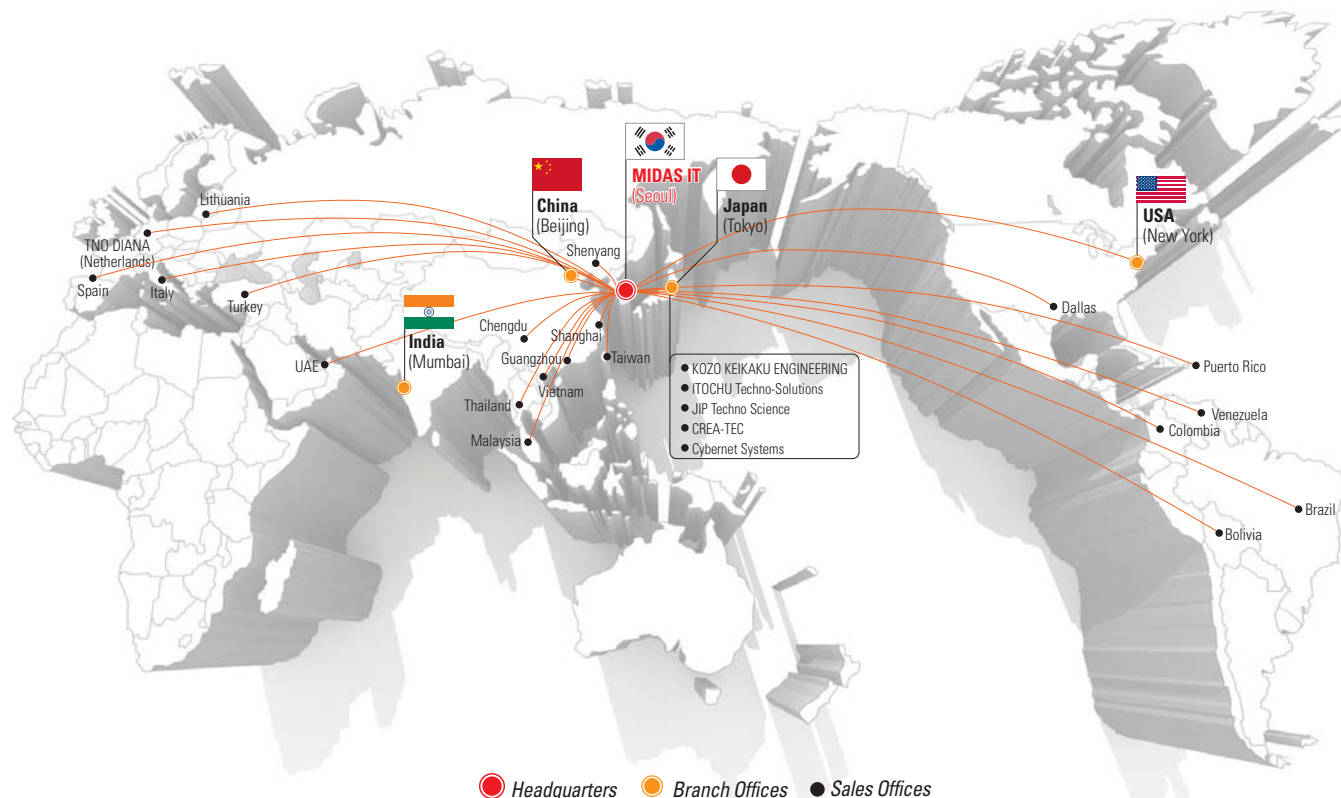 MIDAS IT
(Seoul)
China
(Beijing)
Japan
(Tokyo)
USA
(New York)
Lithuania
TNO DIANA
(Netherlands)
Shenyang
Spain
Italy
Turkey
India
(Mumbai)
Dallas
Chengdu
Shanghai
UAE
Guangzhou
Taiwan
Vietnam
Puerto Rico
Thailand
Malaysia
KOZO KEIKAKU ENGINEERING
ITOCHU Techno-Solutions
JIP Techno Science
CREA-TEC
Cybernet Systems
Venezuela
Colombia
Brazil
Bolivia
Headquarters
Branch Offices
Sales Offices